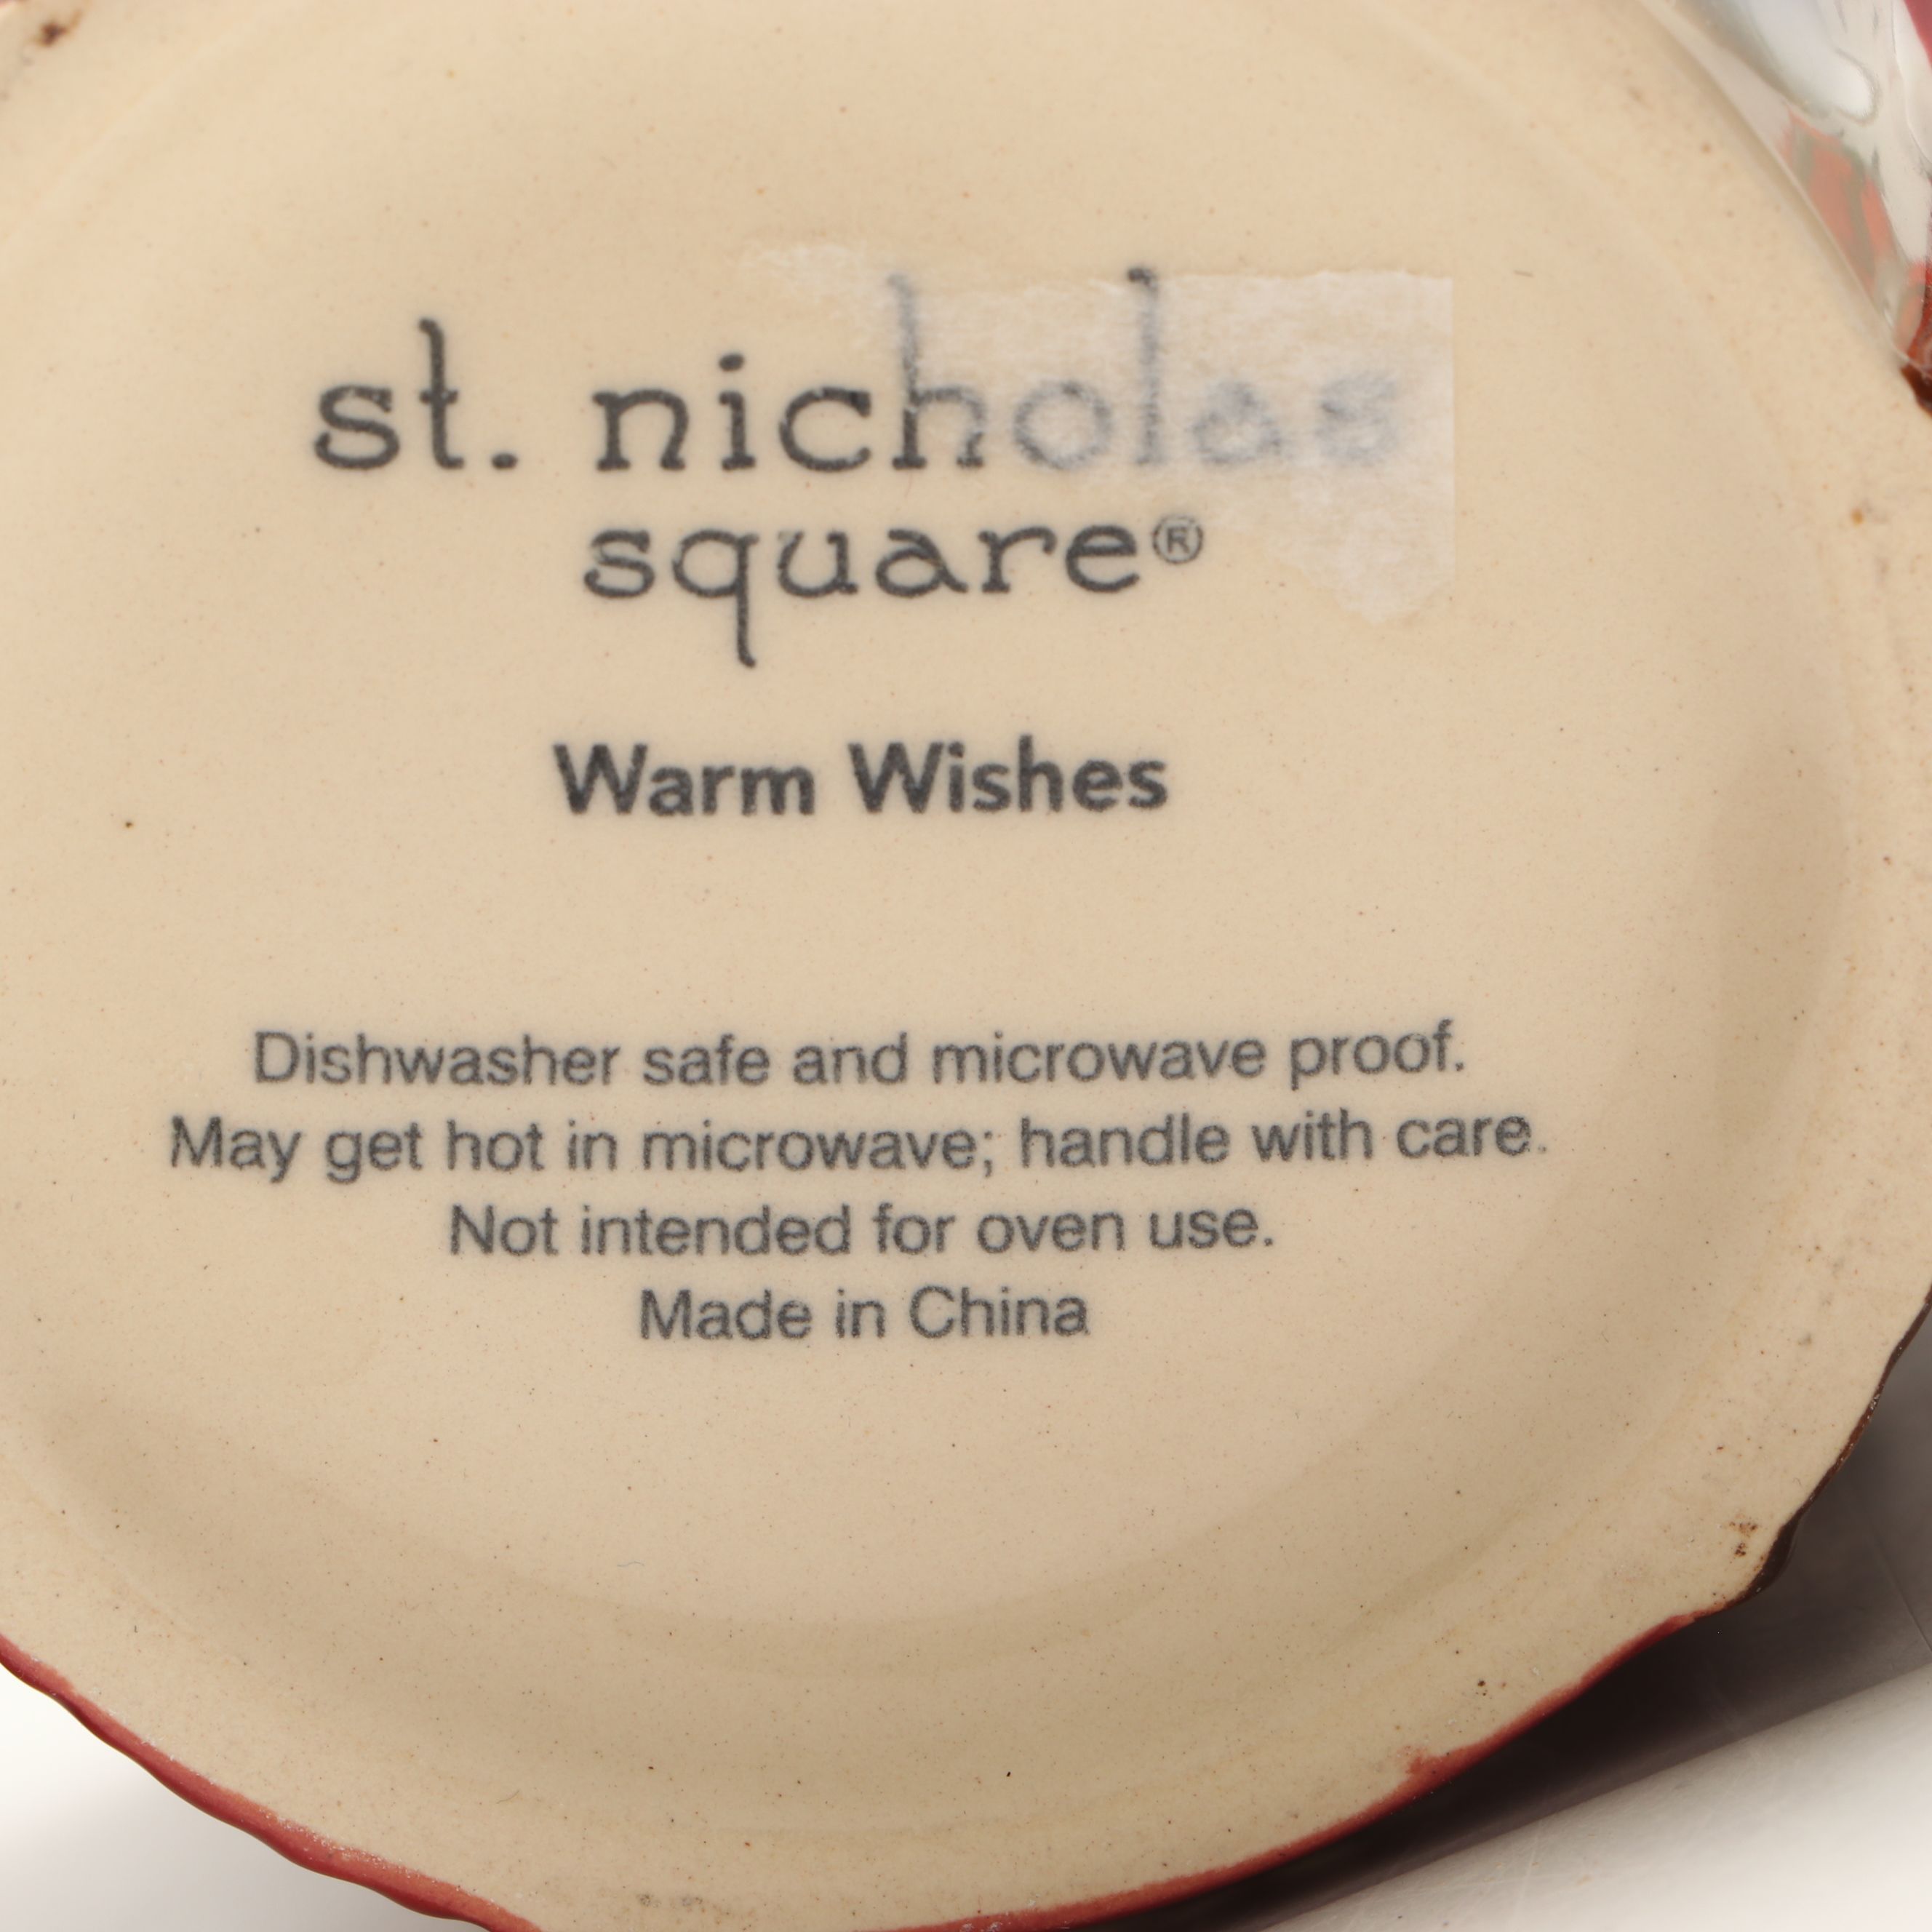 st. nicholas
square®
Warm Wishes
Dishwasher safe and microwave proof.
May get hot in microwave; handle with care.
Not intended for oven use.
Made in China